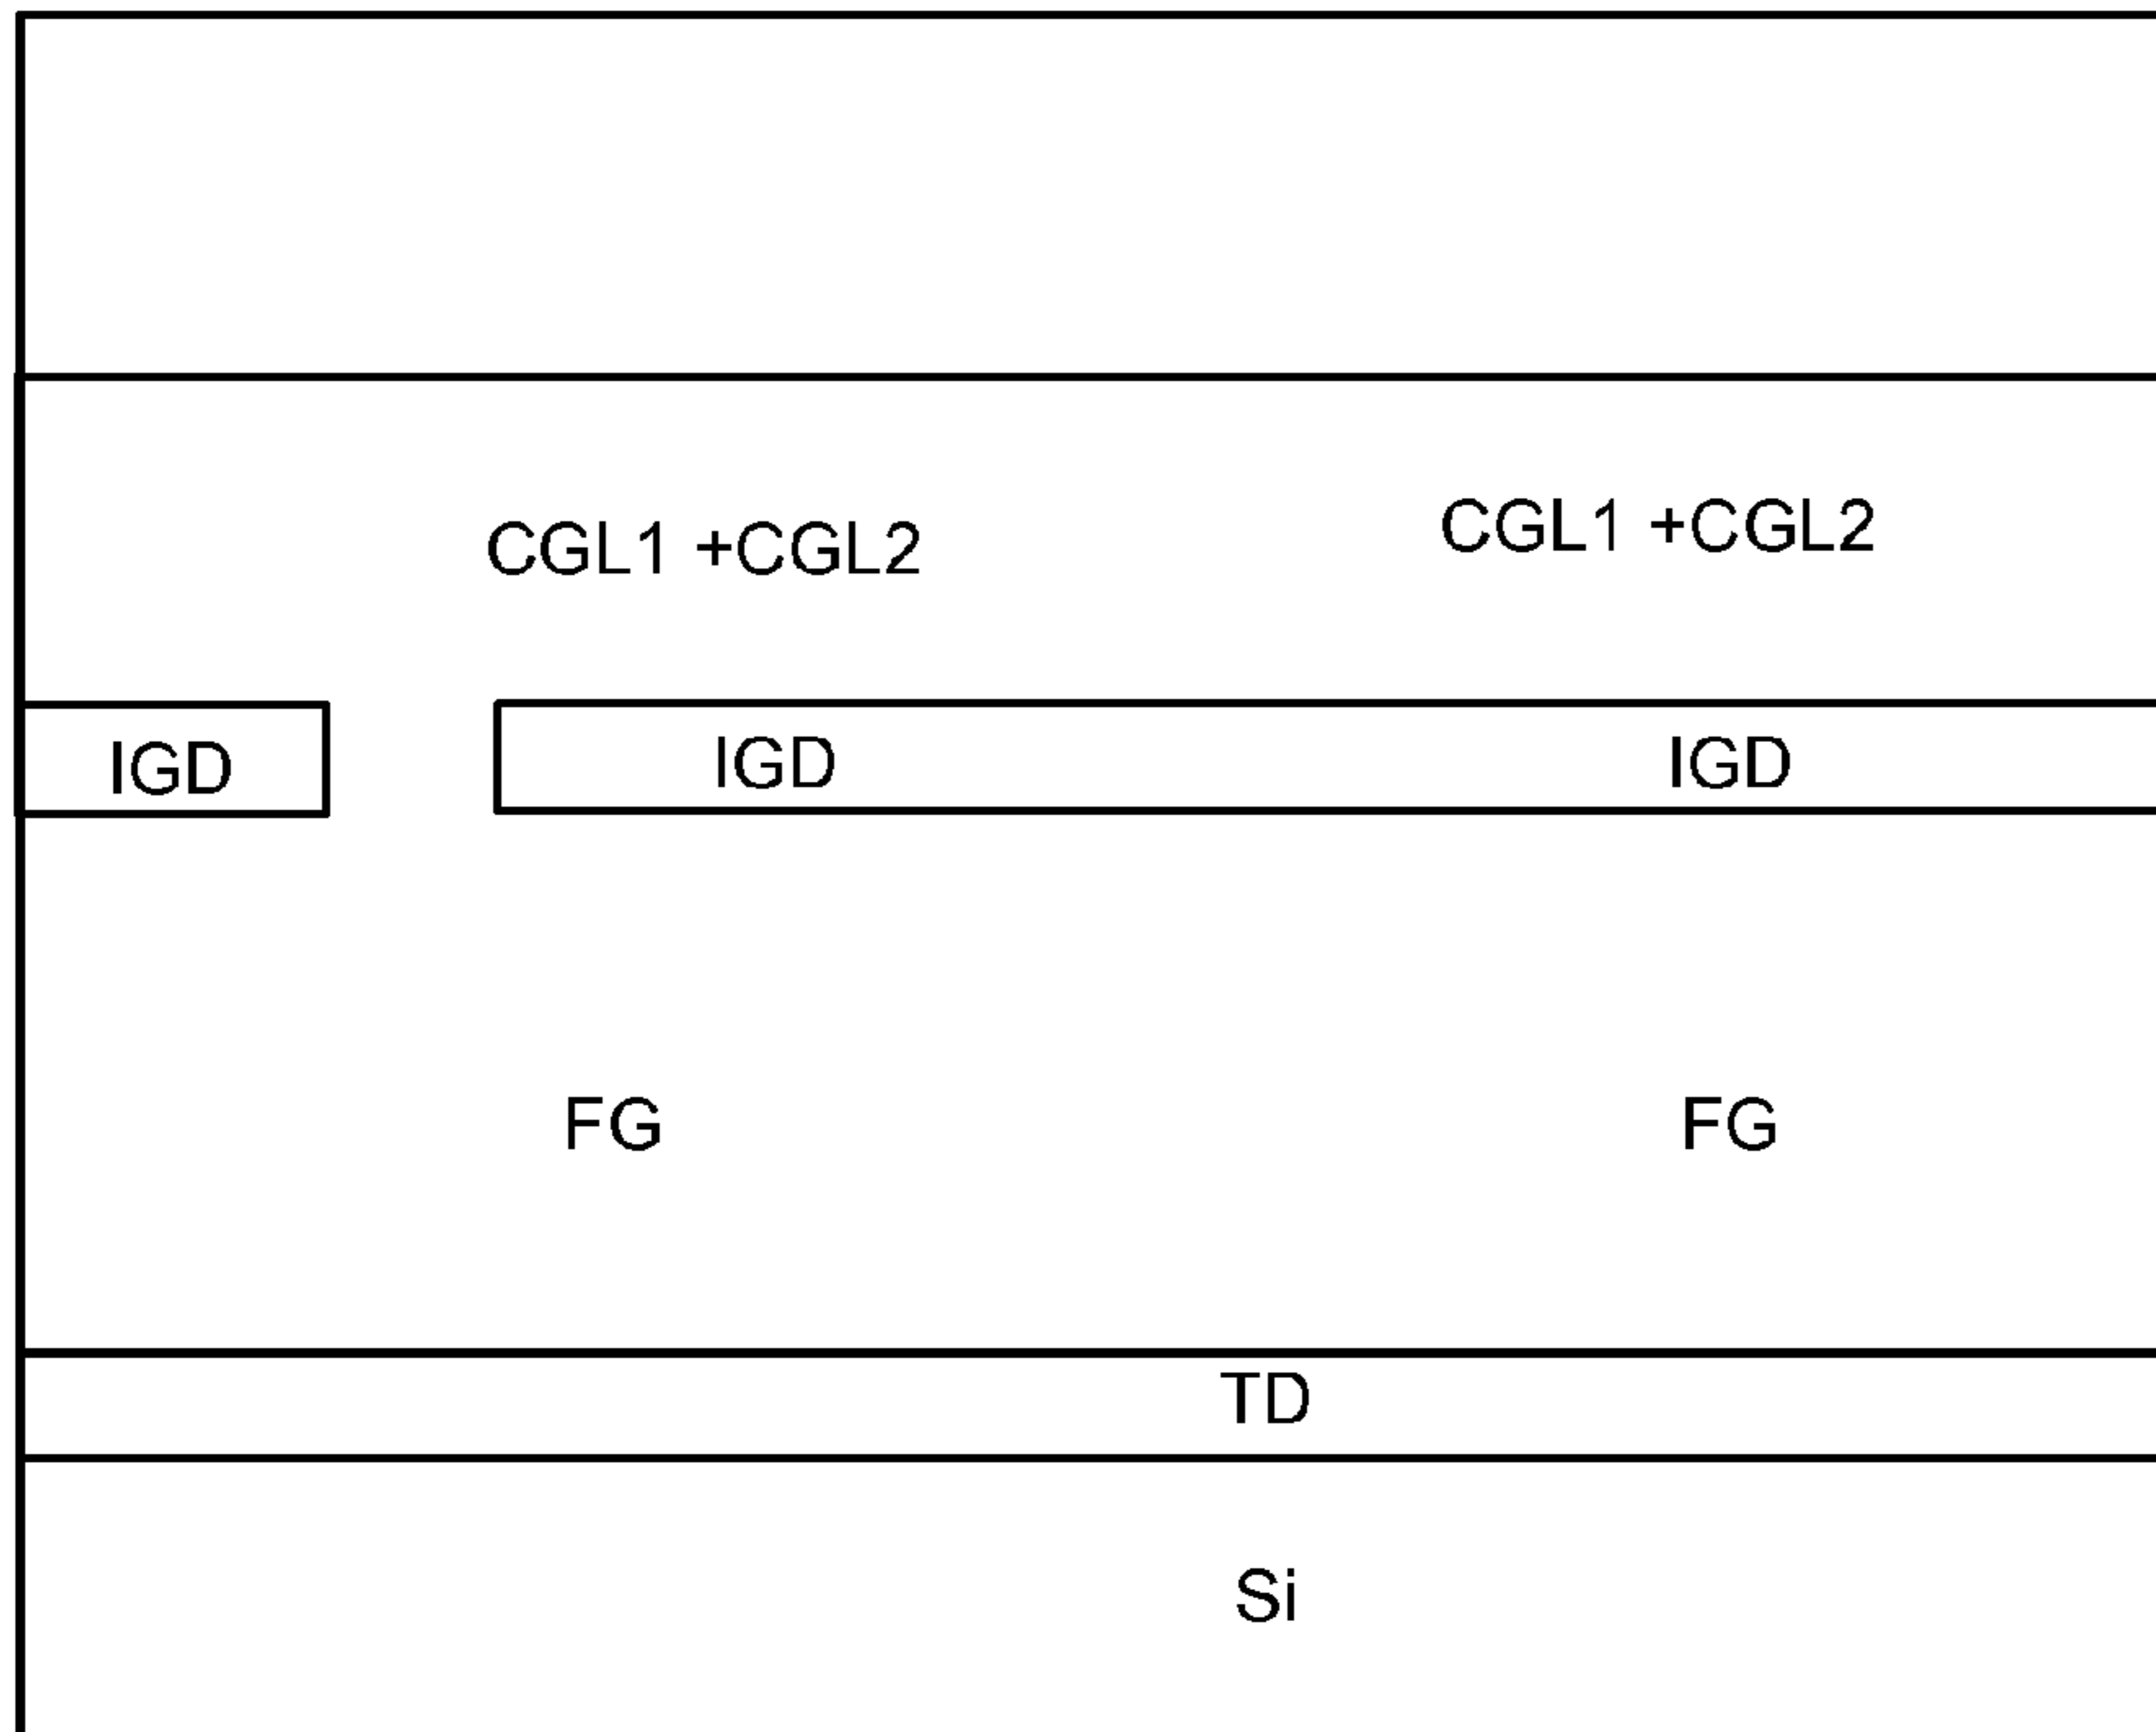 CGL1 +CGL2
CGL1 +CGL2
IGD
IGD
IGD
FG
FG
TD
Si